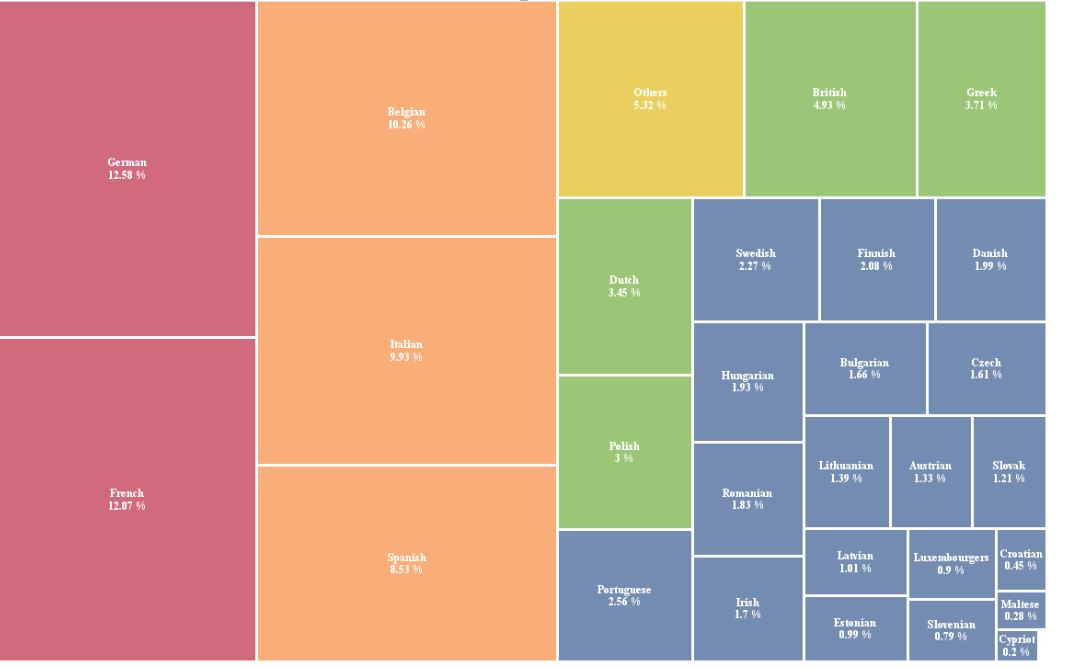 German
12.58 %
French
12.07 %
Belgian
10.26 %
Italian
9.93 %
Spanish
8.53 %
Others
5.32 %
British
4.93 %
Greek
3.71 %
Dutch
3.45 %
Polish
3 %
Portuguese
2.56 %
Swedish
2.27 %
Finnish
2.08 %
Danish
1.99 %
Hungarian
1.93 %
Romanian
1.83 %
Irish
1.7 %
Bulgarian
1.66 %
Czech
1.61 %
Lithuanian
1.39 %
Austrian
1.33 %
Slovak
1.21 %
Latvian
1.01 %
Estonian
0.99 %
Luxembourgers
0.9 %
Slovenian
0.79 %
Croatian
0.45 %
Maltese
0.28 %
Cypriot
0.2 %